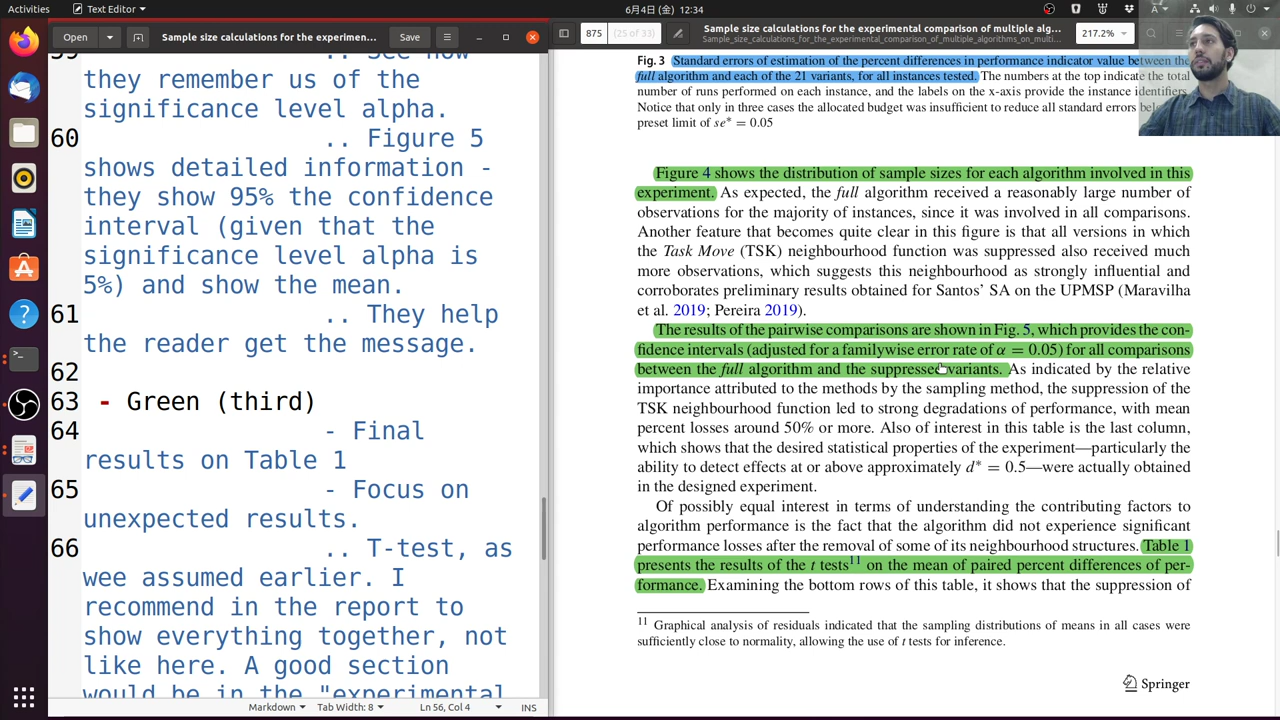 Activities
Text Editor
6月4日 (金) 12:34
Open
Sample size calculations for the experimen...
Save
59 .. See how
they remember us of the
significance level alpha.
60 .. Figure 5
shows detailed information -
they show 95% the confidence
interval (given that the
significance level alpha is
5%) and show the mean.
61 .. They help
the reader get the message.
62
63 - Green (third)
64 - Final
results on Table 1
65 - Focus on
unexpected results.
66 .. T-test, as
wee assumed earlier. I
recommend in the report to
show everything together, not
like here. A good section
would be in the "experimental
Markdown
Tab Width: 8
Ln 56, Col 4
INS
875
(25 of 33)
Sample size calculations for the experimental comparison of multiple alg...
Sample_size_calculations_for_the_experimental_comparison_of_multiple_algorithms_on_multi...
217.2%
Fig. 3 Standard errors of estimation of the percent differences in performance indicator value between the
full algorithm and each of the 21 variants, for all instances tested. The numbers at the top indicate the total
number of runs performed on each instance, and the labels on the x-axis provide the instance identifiers.
Notice that only in three cases the allocated budget was insufficient to reduce all standard errors
preset limit of se* = 0.05
Figure 4 shows the distribution of sample sizes for each algorithm involved in this
experiment. As expected, the full algorithm received a reasonably large number of
observations for the majority of instances, since it was involved in all comparisons.
Another feature that becomes quite clear in this figure is that all versions in which
the Task Move (TSK) neighbourhood function was suppressed also received much
more observations, which suggests this neighbourhood as strongly influential and
corroborates preliminary results obtained for Santos' SA on the UPMSP (Maravilha
et al. 2019; Pereira 2019).
The results of the pairwise comparisons are shown in Fig. 5, which provides the con-
fidence intervals (adjusted for a familywise error rate of α = 0.05) for all comparisons
between the full algorithm and the suppressed variants. As indicated by the relative
importance attributed to the methods by the sampling method, the suppression of the
TSK neighbourhood function led to strong degradations of performance, with mean
percent losses around 50% or more. Also of interest in this table is the last column,
which shows that the desired statistical properties of the experiment—particularly the
ability to detect effects at or above approximately d* = 0.5—were actually obtained
in the designed experiment.
Of possibly equal interest in terms of understanding the contributing factors to
algorithm performance is the fact that the algorithm did not experience significant
performance losses after the removal of some of its neighbourhood structures. Table 1
presents the results of the t tests11 on the mean of paired percent differences of per-
formance. Examining the bottom rows of this table, it shows that the suppression of
11 Graphical analysis of residuals indicated that the sampling distributions of means in all cases were
sufficiently close to normality, allowing the use of t tests for inference.
Springer